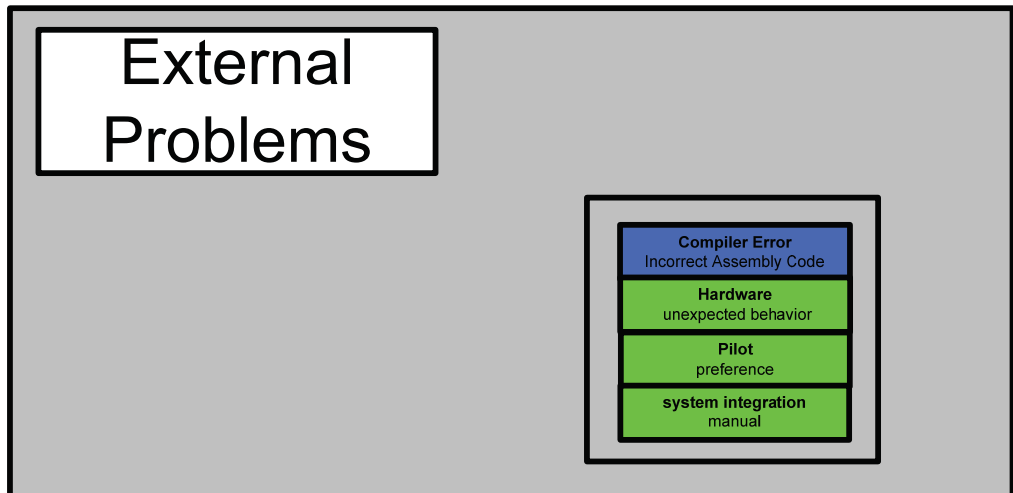 External
Problems
Compiler Error
Incorrect Assembly Code
Hardware
unexpected behavior
Pilot
preference
system integration
manual